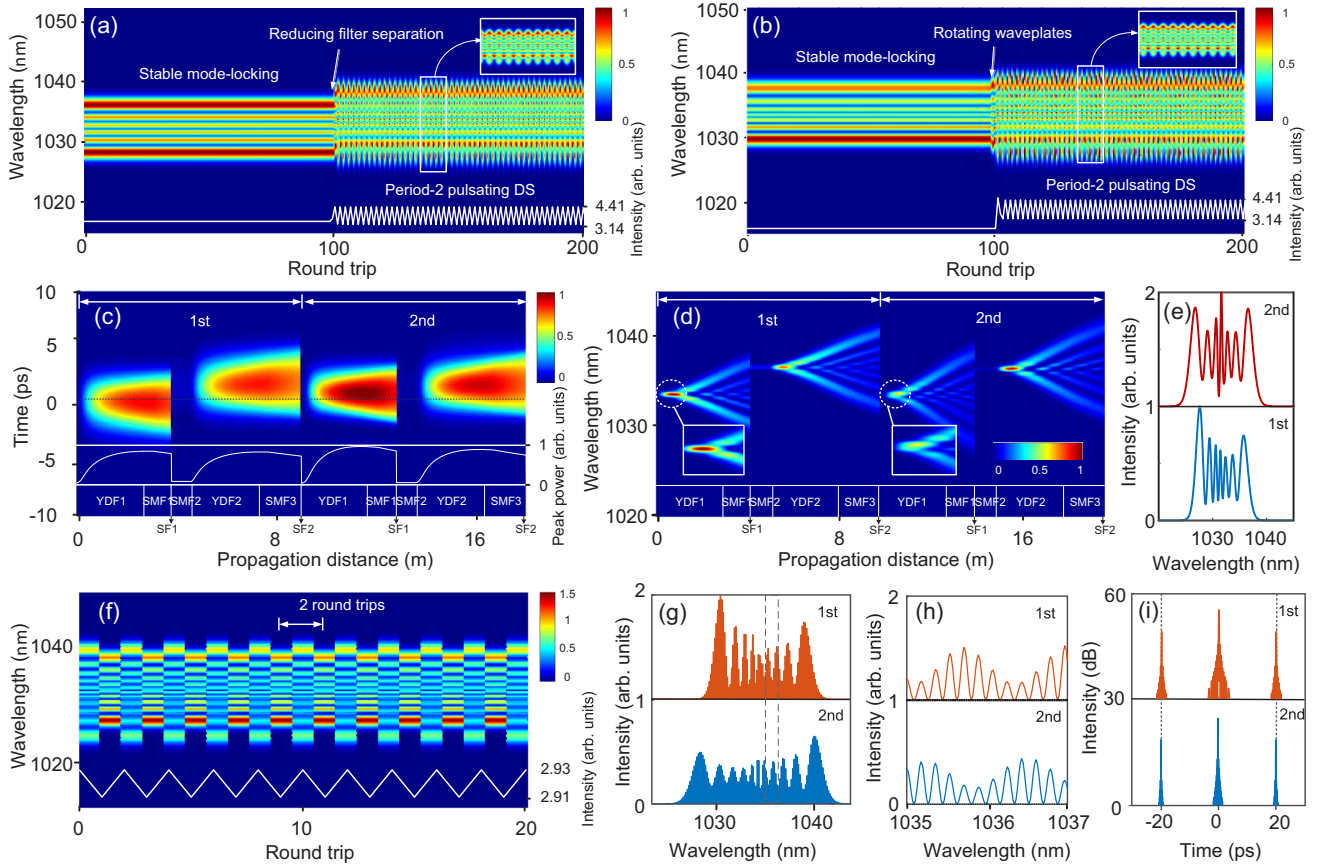 (a)
1050
1040
1030
1020
Wavelength (nm)
Reducing filter separation
Stable mode-locking
Period-2 pulsating DS
1
0.5
0
4.41
3.14
Intensity (arb. units)
0
100
200
Round trip
(b)
1050
1040
1030
1020
Wavelength (nm)
Rotating waveplates
Stable mode-locking
Period-2 pulsating DS
1
0.5
0
4.41
3.14
Intensity (arb. units)
0
100
200
Round trip
(c)
10
5
0
-5
-10
Time (ps)
1st
2nd
1
0.5
0
1
0
Peak power (arb. units)
YDF1
SMF1
SMF2
YDF2
SMF3
YDF1
SMF1
SMF2
YDF2
SMF3
SF1
SF2
SF1
SF2
0
8
16
Propagation distance (m)
(d)
1040
1030
1020
Wavelength (nm)
1st
2nd
0
0.5
1
YDF1
SMF1
SMF2
YDF2
SMF3
YDF1
SMF1
SMF2
YDF2
SMF3
SF1
SF2
SF1
SF2
0
5
10
15
Propagation distance (m)
(e)
2
1
0
Intensity (arb. units)
2nd
1st
1030
1045
Wavelength (nm)
(f)
1040
1020
Wavelength (nm)
2 round trips
1.5
1
0.5
0
2.93
2.91
Intensity (arb. units)
0
10
20
Round trip
(g)
2
1
0
Intensity (arb. units)
1st
2nd
1030
1040
Wavelength (nm)
(h)
2
1
0
Intensity (arb. units)
1st
2nd
1035
1036
1037
Wavelength (nm)
(i)
60
30
0
Intensity (dB)
1st
2nd
-20
0
20
Time (ps)